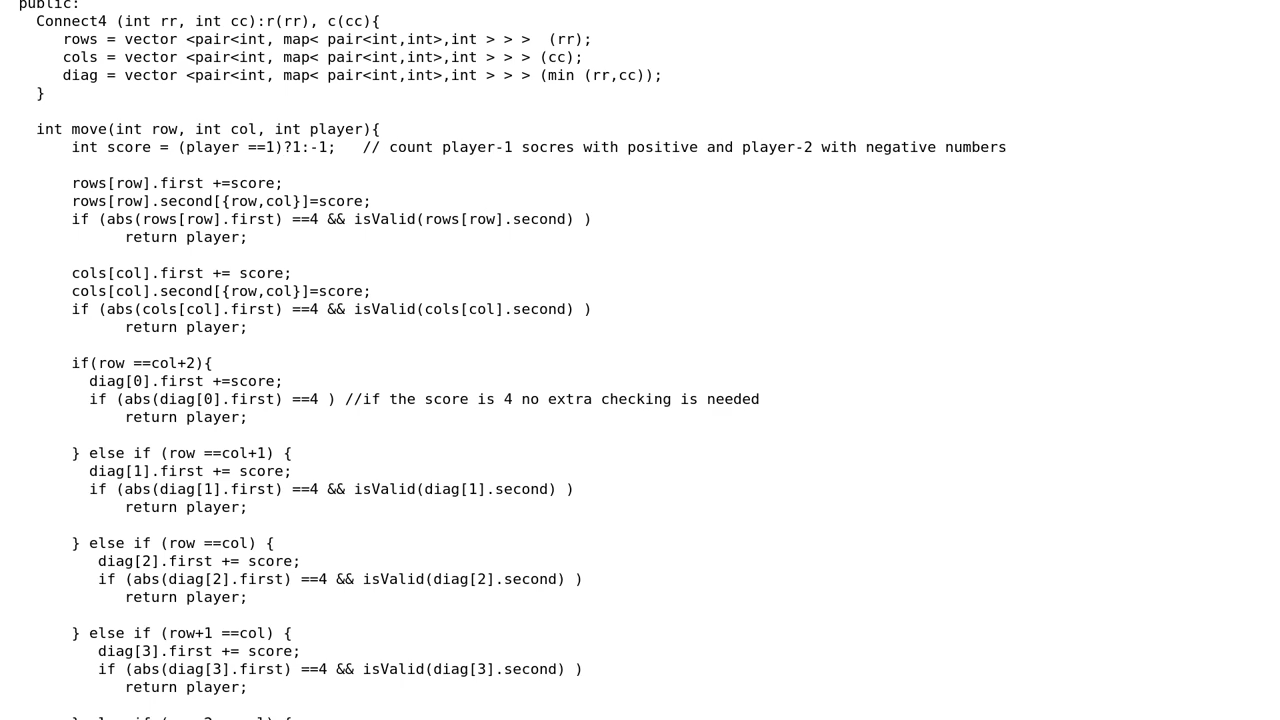 public:
Connect4 (int rr, int cc):r(rr), c(cc){
rows = vector <pair<int, map< pair<int,int>,int > > >  (rr);
cols = vector <pair<int, map< pair<int,int>,int > > > (cc);
diag = vector <pair<int, map< pair<int,int>,int > > > (min (rr,cc));
}
int move(int row, int col, int player){
int score = (player ==1)?1:-1;   // count player-1 socres with positive and player-2 with negative numbers
rows[row].first +=score;
rows[row].second[{row,col}]=score;
if (abs(rows[row].first) ==4 && isValid(rows[row].second) )
return player;
cols[col].first += score;
cols[col].second[{row,col}]=score;
if (abs(cols[col].first) ==4 && isValid(cols[col].second) )
return player;
if(row ==col+2){
diag[0].first +=score;
if (abs(diag[0].first) ==4 ) //if the score is 4 no extra checking is needed
return player;
} else if (row ==col+1) {
diag[1].first += score;
if (abs(diag[1].first) ==4 && isValid(diag[1].second) )
return player;
} else if (row ==col) {
diag[2].first += score;
if (abs(diag[2].first) ==4 && isValid(diag[2].second) )
return player;
} else if (row+1 ==col) {
diag[3].first += score;
if (abs(diag[3].first) ==4 && isValid(diag[3].second) )
return player;